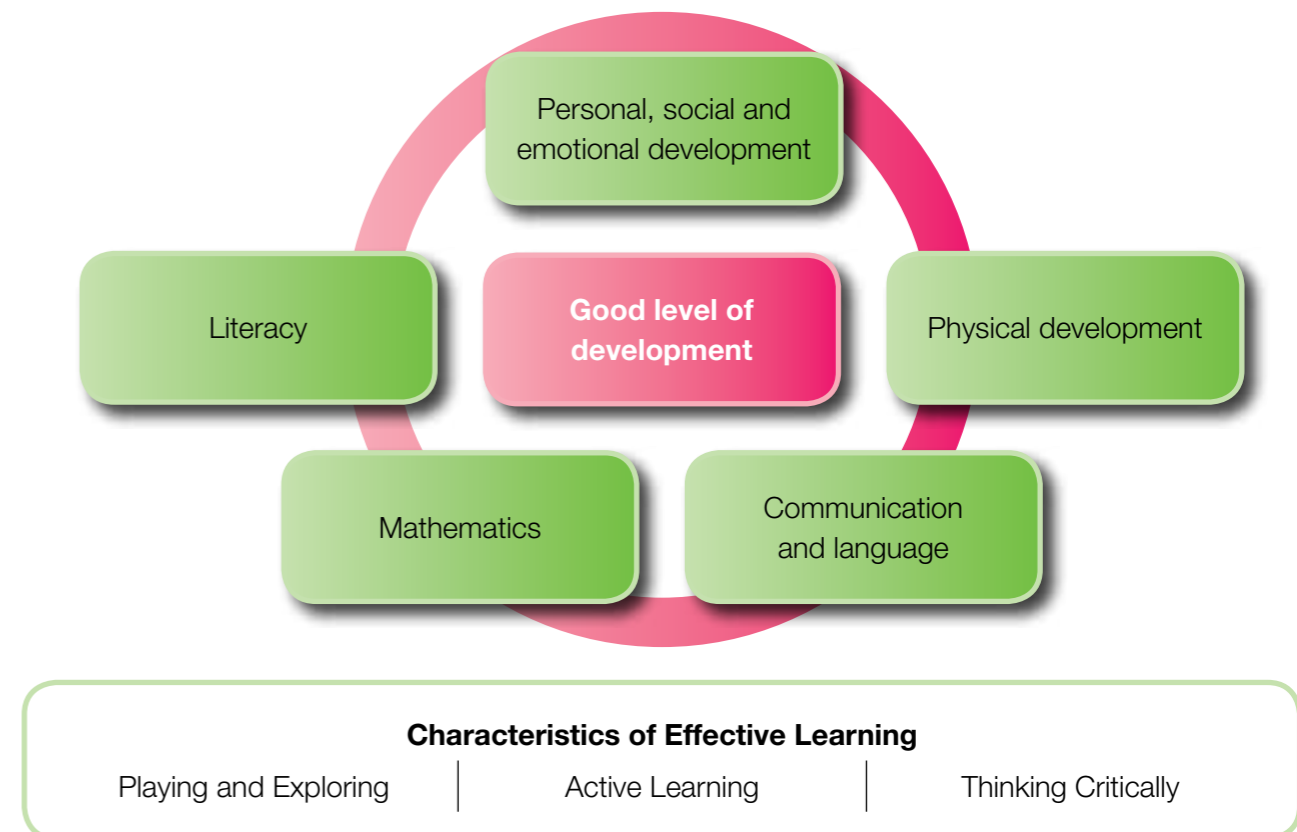 Personal, social and
emotional development
Literacy
Good level of
development
Physical development
Mathematics
Communication
and language
Characteristics of Effective Learning
Playing and Exploring
Active Learning
Thinking Critically